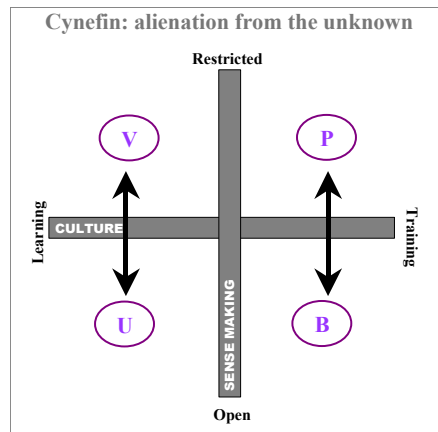 Cynefin: alienation from the unknown
Restricted
V
P
Learning
CULTURE
Training
SENSE MAKING
U
B
Open